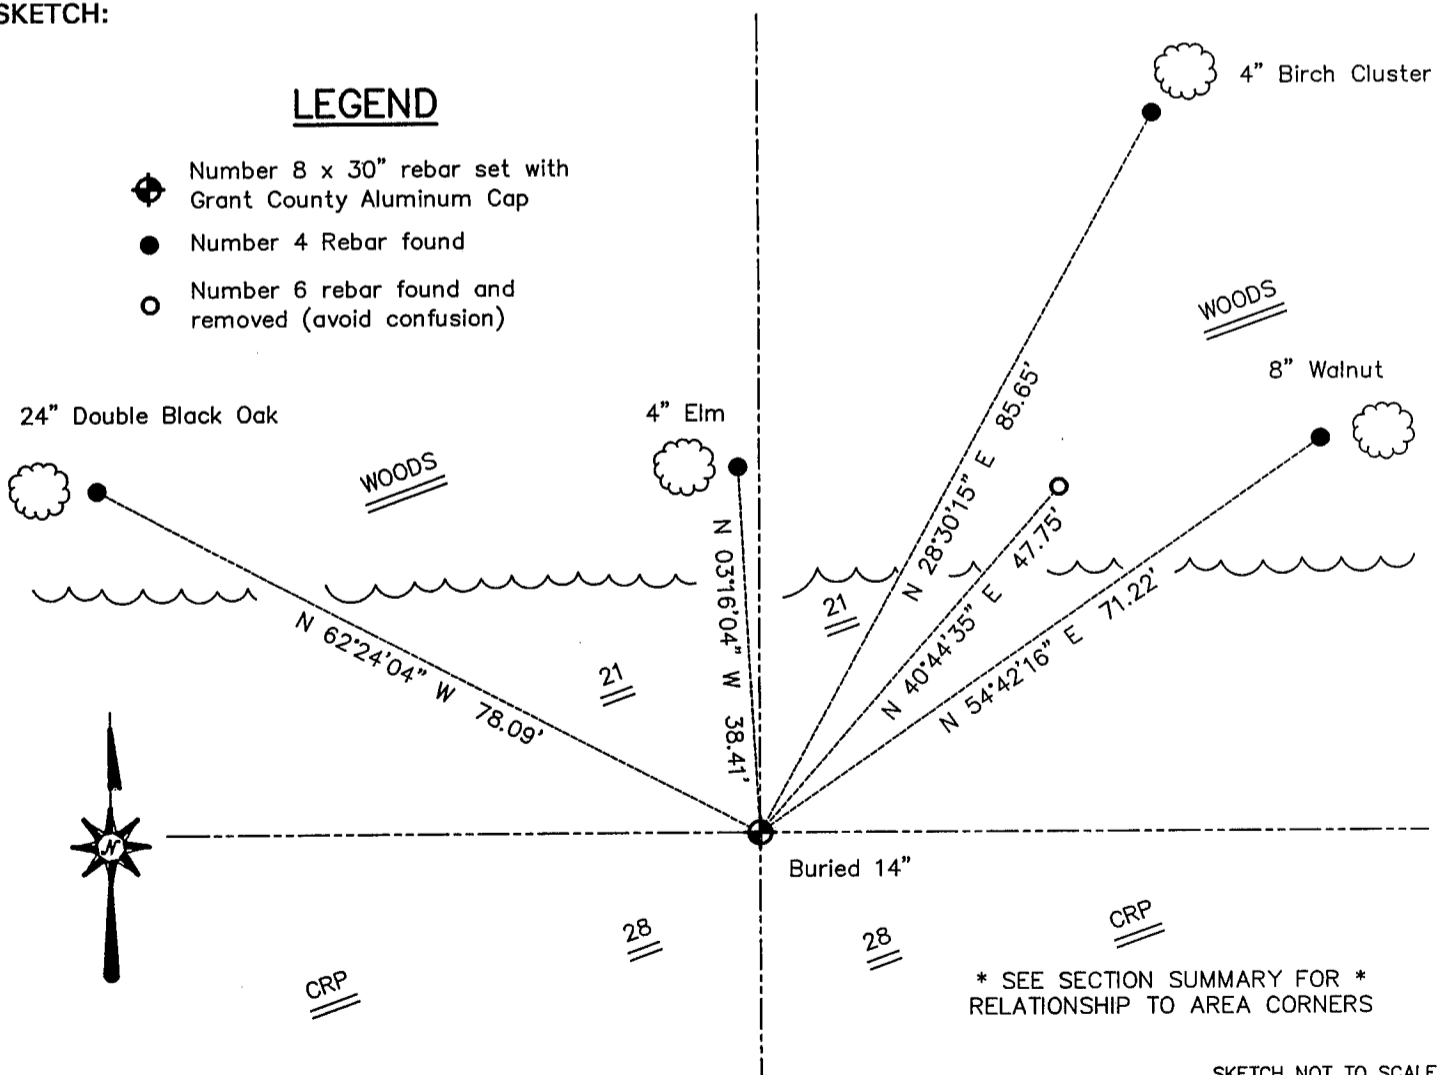 SKETCH:
LEGEND
Number 8 x 30" rebar set with
Grant County Aluminum Cap
Number 4 Rebar found
Number 6 rebar found and
removed (avoid confusion)
4" Birch Cluster
WOODS
8" Walnut
24" Double Black Oak
4" Elm
WOODS
N 28°30'15" E 85.65'
N 40°44'35" E 47.75'
N 54°42'16" E 71.22'
N 03°16'04" W 38.41'
N 62°24'04" W 78.09'
21
21
N
Buried 14"
28
28
CRP
CRP
* SEE SECTION SUMMARY FOR *
RELATIONSHIP TO AREA CORNERS
SKETCH NOT TO SCALE